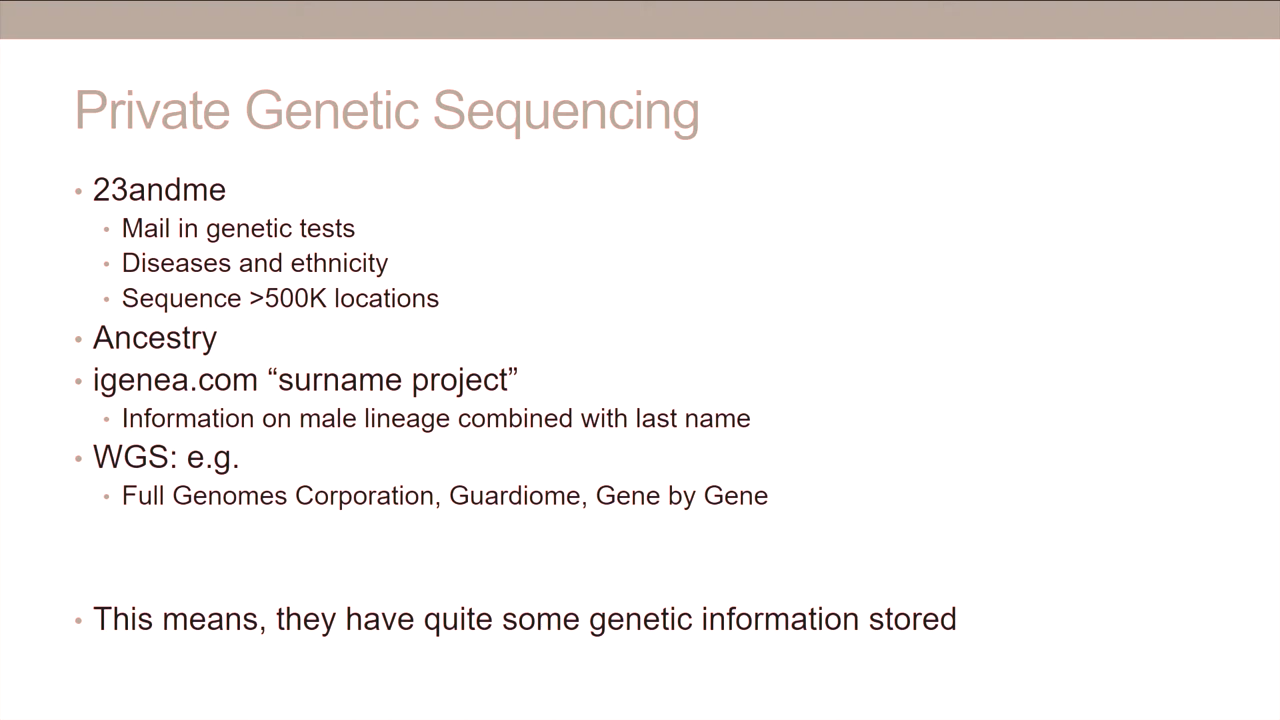 Private Genetic Sequencing
• 23andme
• Mail in genetic tests
• Diseases and ethnicity
• Sequence >500K locations
• Ancestry
• igenea.com “surname project”
• Information on male lineage combined with last name
• WGS: e.g.
• Full Genomes Corporation, Guardiome, Gene by Gene
• This means, they have quite some genetic information stored